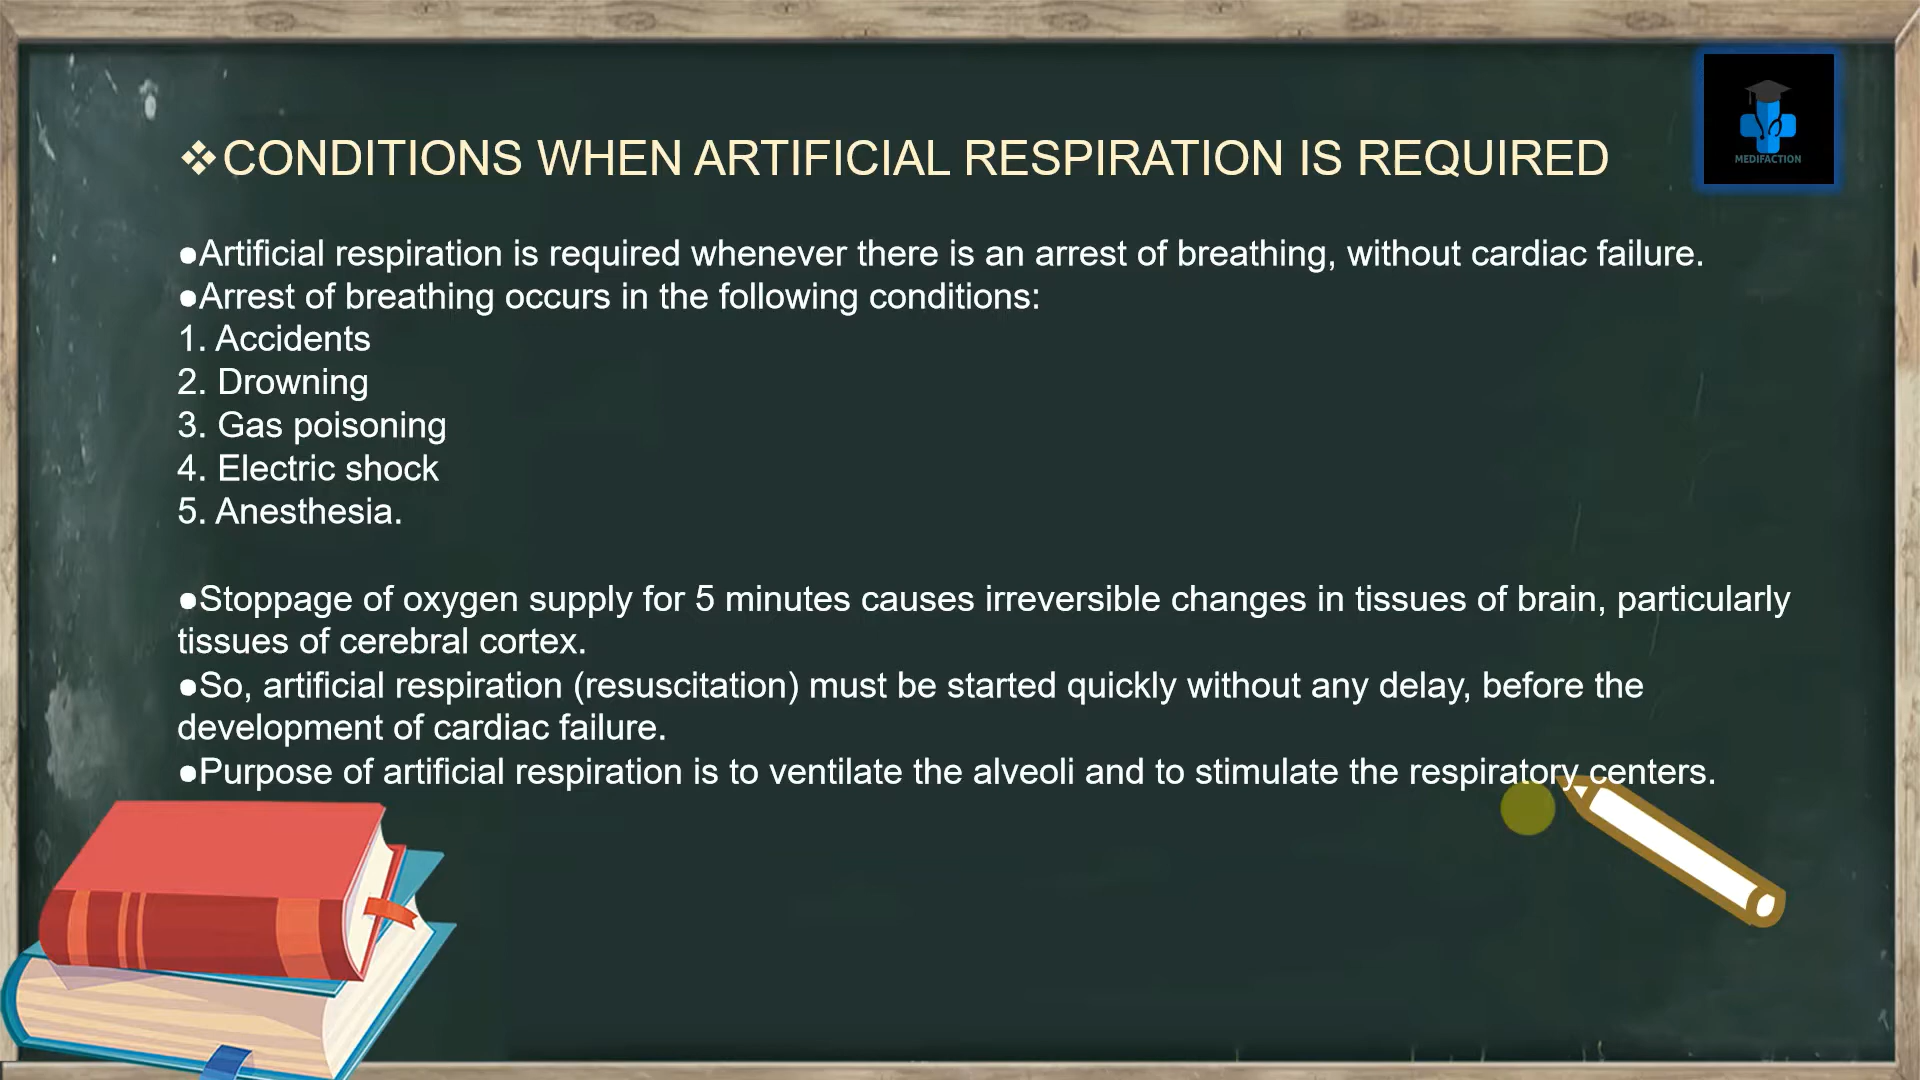 ❖CONDITIONS WHEN ARTIFICIAL RESPIRATION IS REQUIRED
MEDIFACTION
●Artificial respiration is required whenever there is an arrest of breathing, without cardiac failure.
●Arrest of breathing occurs in the following conditions:
1. Accidents
2. Drowning
3. Gas poisoning
4. Electric shock
5. Anesthesia.
●Stoppage of oxygen supply for 5 minutes causes irreversible changes in tissues of brain, particularly
tissues of cerebral cortex.
●So, artificial respiration (resuscitation) must be started quickly without any delay, before the
development of cardiac failure.
●Purpose of artificial respiration is to ventilate the alveoli and to stimulate the respiratory centers.